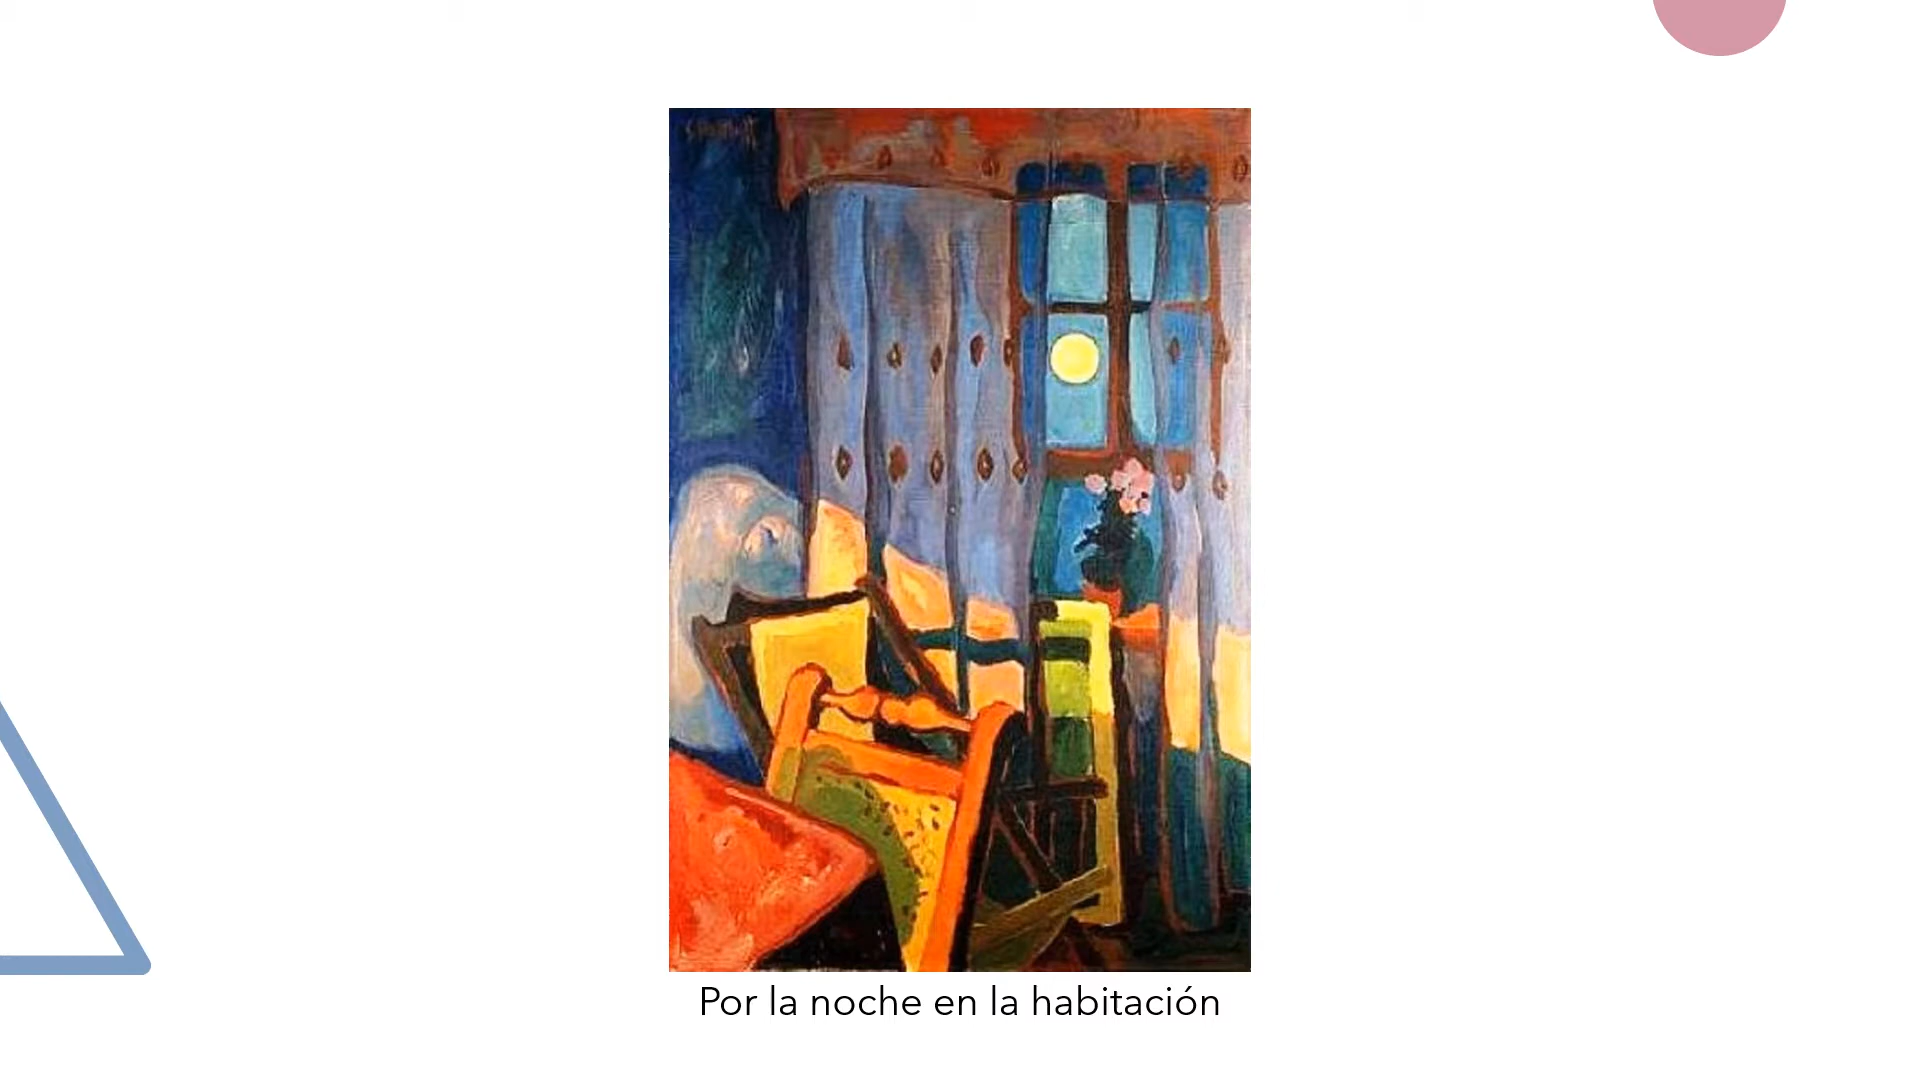 Por la noche en la habitación